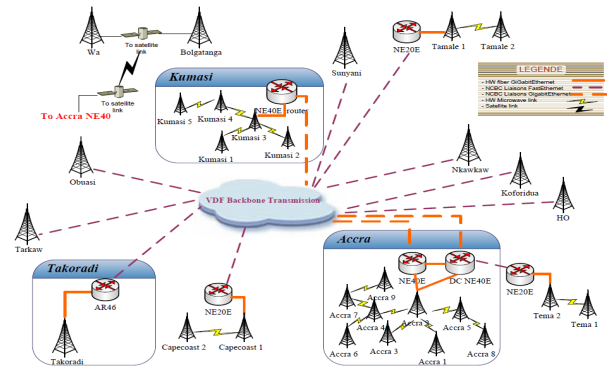 Wa
To satellite
link
Bolgatanga
To satellite
link
To Accra NE40
Kumasi
NE40E router
Kumasi 5
Kumasi 4
Kumasi 3
Kumasi 1
Kumasi 2
Sunyani
NE20E
Tamale 1
Tamale 2
LEGENDE
- HW fiber GiGabitEthernet
- NCBC Liaisons FastEthernet
- NCBC Liaisons GigabitEthernet
- HW Microwave link
- Satellite link
Obuasi
Tarkaw
VDF Backbone Transmission
Nkawkaw
Koforidua
HO
Takoradi
AR46
Takoradi
NE20E
Capecoast 2
Capecoast 1
Accra
NE40E
DC NE40E
Accra 9
Accra 7
Accra 4
Accra 2
Accra 5
Accra 6
Accra 3
Accra 1
Accra 8
NE20E
Tema 2
Tema 1